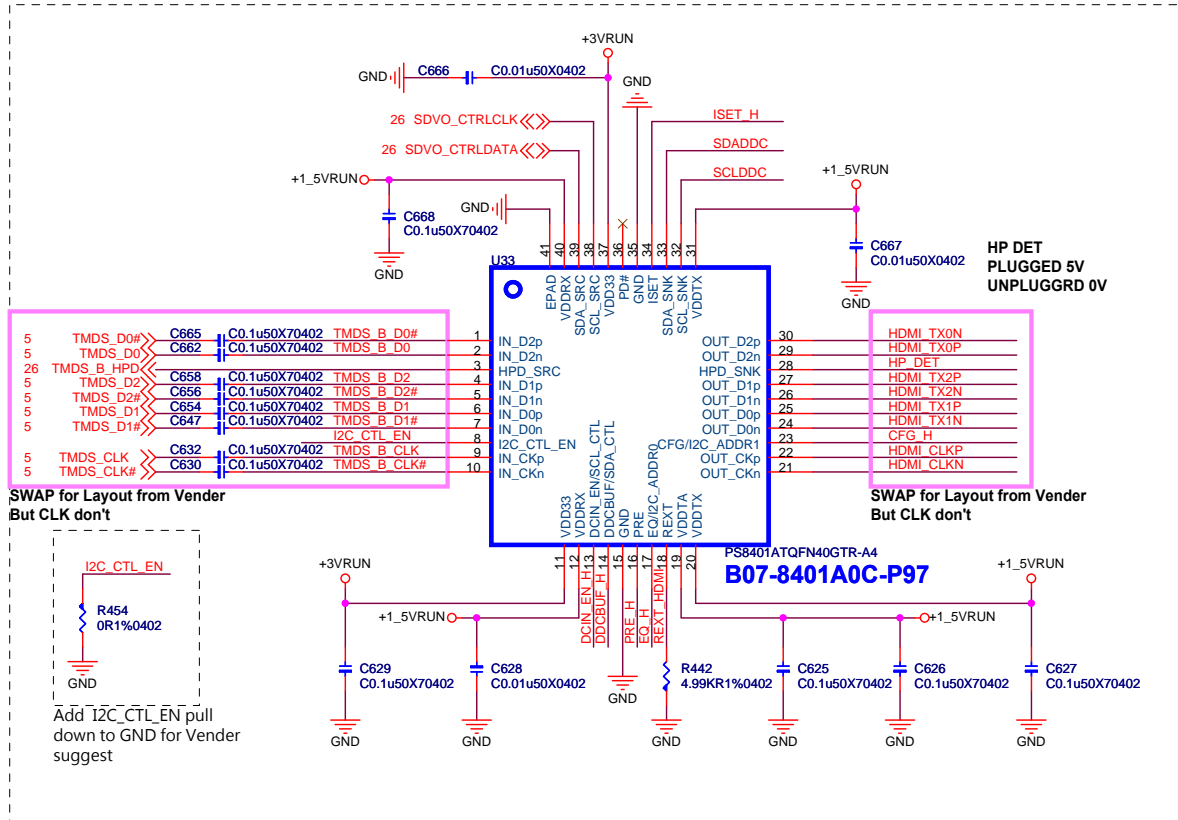 +3VRUN
GND
C666
C0.01u50X0402
GND
26 SDVO_CTRLCLK
ISET_H
26 SDVO_CTRLDATA
SDADDC
SCLDDC
+1_5VRUN
+1_5VRUN
GND
C668
C0.1u50X70402
GND
C667
C0.01u50X0402
GND
HP DET
PLUGGED 5V
UNPLUGGRD 0V
41 40 39 38 37 36 35 34 33 32 31
U33
EPAD
VDDRX
SDA_SRC
SCL_SRC
VDD33
PD#
GND
ISET
SDA_SNK
SCL_SNK
VDDTX
5 TMDS_D0# C665 C0.1u50X70402 TMDS_B_D0# 1 IN_D2p OUT_D2p 30 HDMI_TX0N
5 TMDS_D0 C662 C0.1u50X70402 TMDS_B_D0 2 IN_D2n OUT_D2n 29 HDMI_TX0P
26 TMDS_B_HPD 3 HPD_SRC HPD_SNK 28 HP_DET
5 TMDS_D2 C658 C0.1u50X70402 TMDS_B_D2 4 IN_D1p OUT_D1p 27 HDMI_TX2P
5 TMDS_D2# C656 C0.1u50X70402 TMDS_B_D2# 5 IN_D1n OUT_D1n 26 HDMI_TX2N
5 TMDS_D1 C654 C0.1u50X70402 TMDS_B_D1 6 IN_D0p OUT_D0p 25 HDMI_TX1P
5 TMDS_D1# C647 C0.1u50X70402 TMDS_B_D1# 7 IN_D0n OUT_D0n 24 HDMI_TX1N
I2C_CTL_EN 8 I2C_CTL_EN CFG/I2C_ADDR1 23 CFG_H
5 TMDS_CLK C632 C0.1u50X70402 TMDS_B_CLK 9 IN_CKp OUT_CKp 22 HDMI_CLKP
5 TMDS_CLK# C630 C0.1u50X70402 TMDS_B_CLK# 10 IN_CKn OUT_CKn 21 HDMI_CLKN
SWAP for Layout from Vender
But CLK don't
SWAP for Layout from Vender
But CLK don't
VDD33
VDDRX
DCIN_EN/SCL_CTL
DDCBUF/SDA_CTL
GND
PRE
EQ/I2C_ADDR0
REXT
VDDTA
VDDTX
11 12 13 14 15 16 17 18 19 20
PS8401ATQFN40GTR-A4
B07-8401A0C-P97
DCIN_EN_H
DDCBUF_H
PRE_H
EQ_H
REXT_HDMI
I2C_CTL_EN
R454
0R1%0402
GND
Add I2C_CTL_EN pull
down to GND for Vender
suggest
+3VRUN
+1_5VRUN
+1_5VRUN
+1_5VRUN
C629
C0.1u50X70402
GND
C628
C0.01u50X0402
GND
GND
R442
4.99KR1%0402
GND
C625
C0.1u50X70402
GND
C626
C0.1u50X70402
GND
C627
C0.1u50X70402
GND